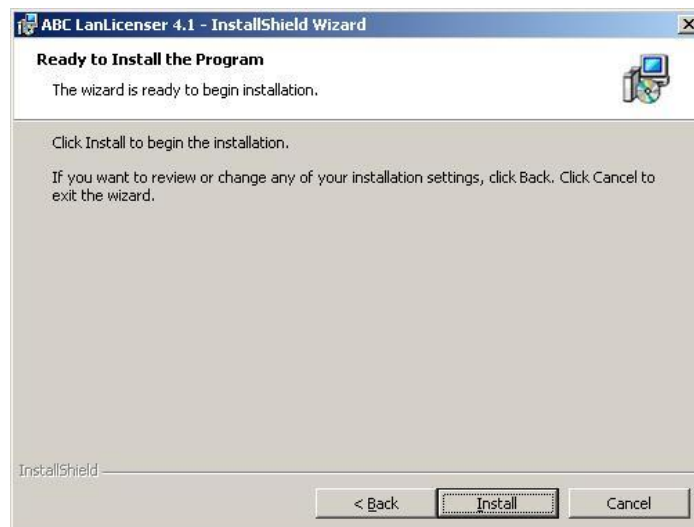 ABC LanLicenser 4.1 - InstallShield Wizard
Ready to Install the Program
The wizard is ready to begin installation.
Click Install to begin the installation.
If you want to review or change any of your installation settings, click Back. Click Cancel to
exit the wizard.
InstallShield
< Back Install Cancel